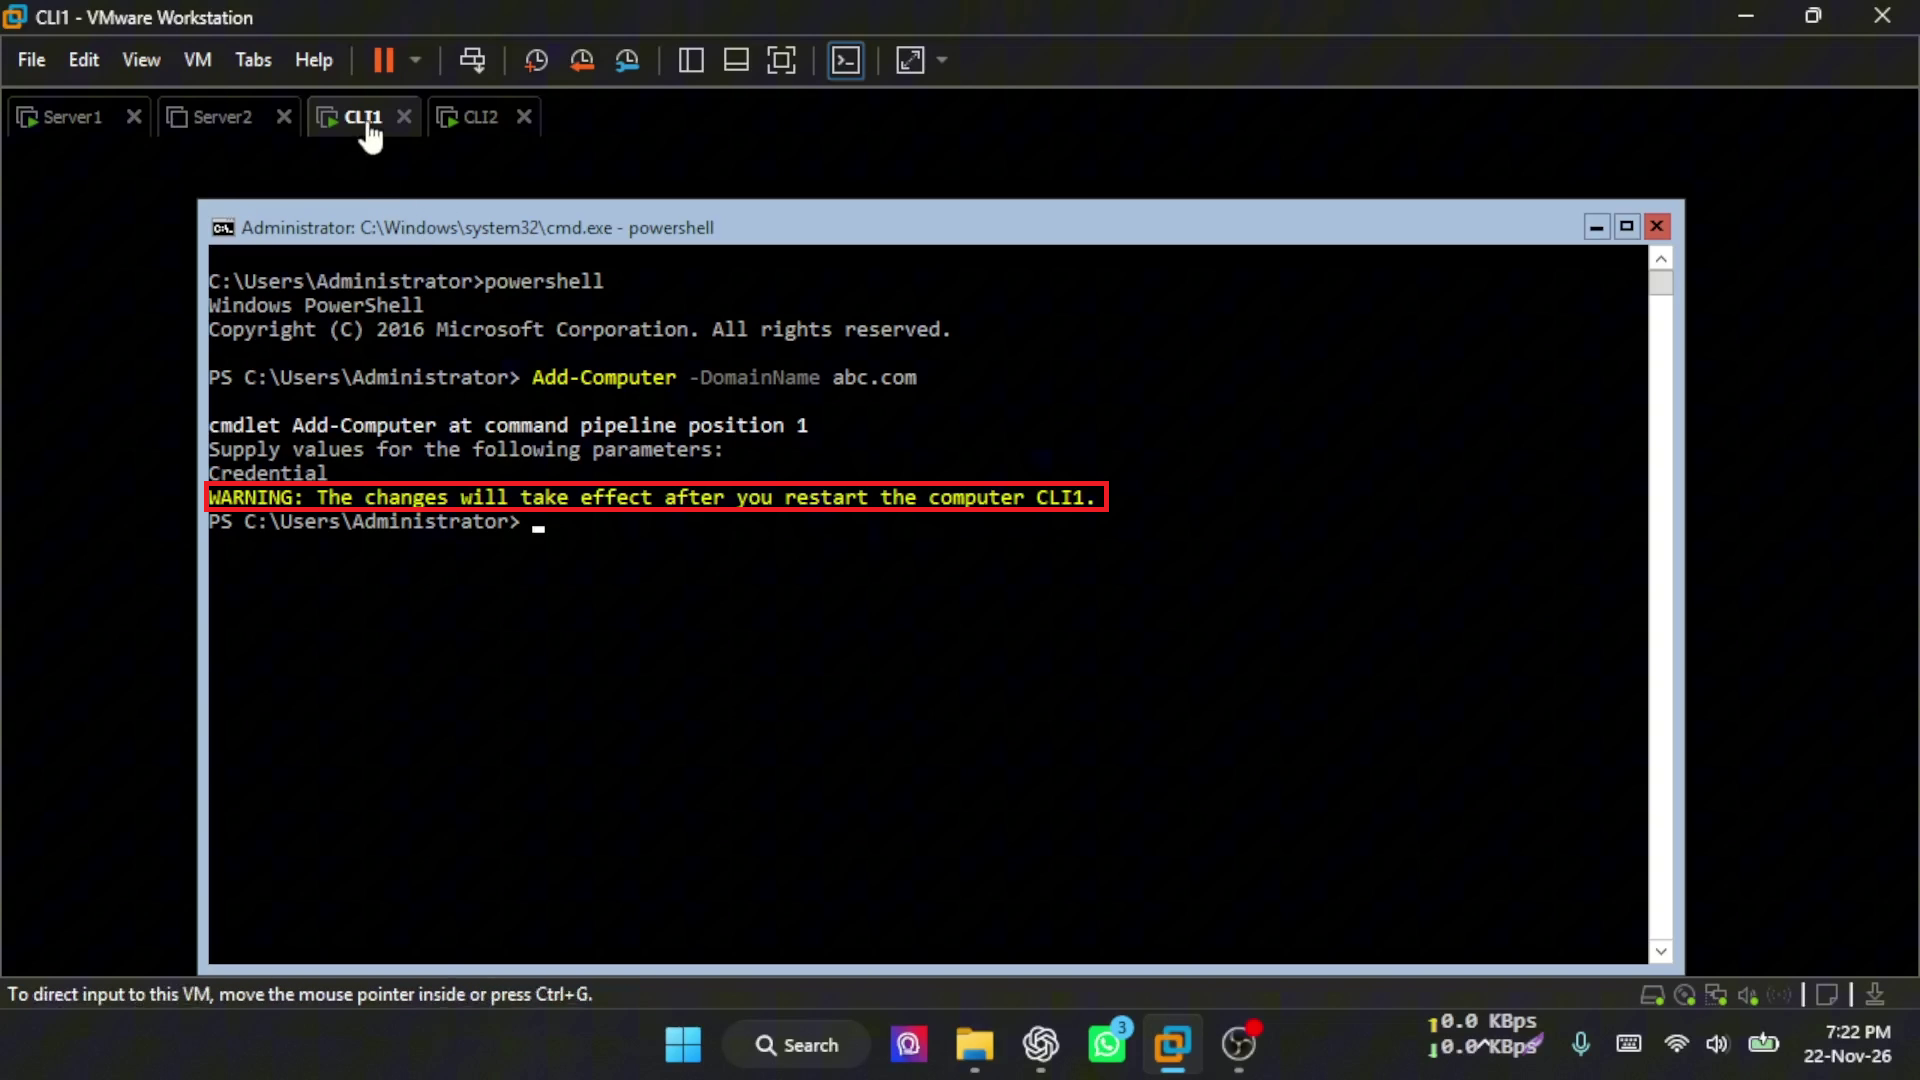 CLI1 - VMware Workstation
File Edit View VM Tabs Help
Server1 Server2 CLI1 CLI2
Administrator: C:\Windows\system32\cmd.exe - powershell
C:\Users\Administrator>powershell
Windows PowerShell
Copyright (C) 2016 Microsoft Corporation. All rights reserved.
PS C:\Users\Administrator> Add-Computer -DomainName abc.com
cmdlet Add-Computer at command pipeline position 1
Supply values for the following parameters:
Credential
WARNING: The changes will take effect after you restart the computer CLI1.
PS C:\Users\Administrator>
To direct input to this VM, move the mouse pointer inside or press Ctrl+G.
Search
3
0.0 KBps
0.0 KBps
7:22 PM
22-Nov-26